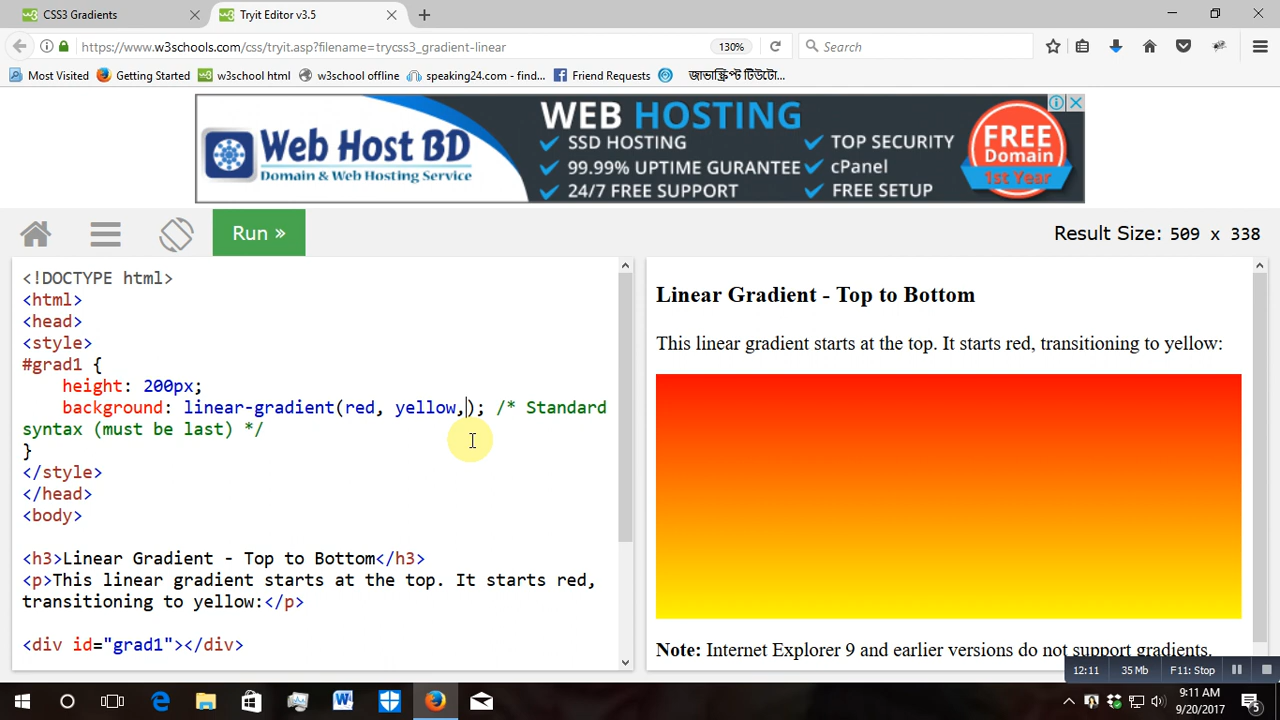 CSS3 Gradients
Tryit Editor v3.5
https://www.w3schools.com/css/tryit.asp?filename=trycss3_gradient-linear
130%
Search
Most Visited
Getting Started
w3school html
w3school offline
speaking24.com - find...
Friend Requests
জাভাস্ক্রিপ্ট টিউটো...
Web Host BD
Domain & Web Hosting Service
WEB HOSTING
SSD HOSTING
99.99% UPTIME GURANTEE
24/7 FREE SUPPORT
TOP SECURITY
cPanel
FREE SETUP
FREE
Domain
1st Year
Run »
Result Size: 509 x 338
<!DOCTYPE html>
<html>
<head>
<style>
#grad1 {
height: 200px;
background: linear-gradient(red, yellow,); /* Standard
syntax (must be last) */
}
</style>
</head>
<body>
<h3>Linear Gradient - Top to Bottom</h3>
<p>This linear gradient starts at the top. It starts red,
transitioning to yellow:</p>
<div id="grad1"></div>
Linear Gradient - Top to Bottom
This linear gradient starts at the top. It starts red, transitioning to yellow:
Note: Internet Explorer 9 and earlier versions do not support gradients.
12:11
35 Mb
F11: Stop
9:11 AM
9/20/2017
5